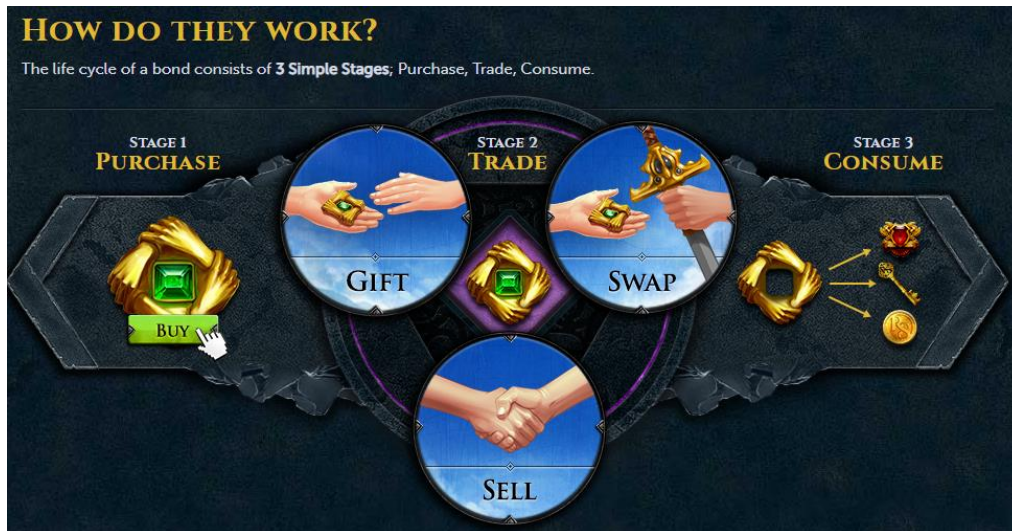 How do they work?
The life cycle of a bond consists of 3 Simple Stages; Purchase, Trade, Consume.
Stage 1
Purchase
Buy
Stage 2
Trade
Gift
Swap
Sell
Stage 3
Consume